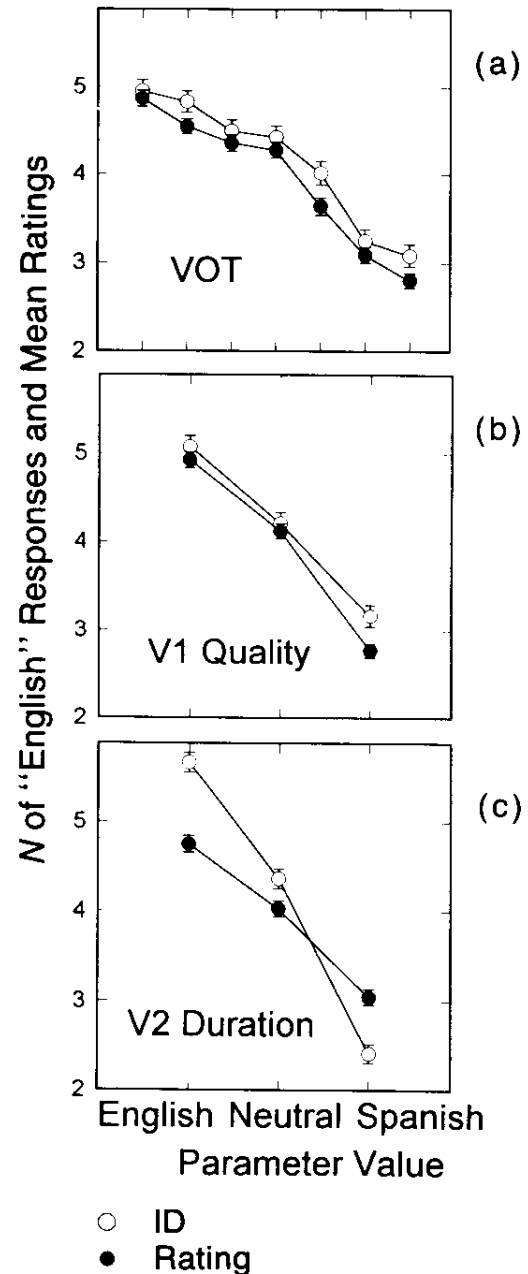 N of “English” Responses and Mean Ratings
(a)
5
4
3
2
VOT
(b)
5
4
3
2
V1 Quality
(c)
5
4
3
2
V2 Duration
English Neutral Spanish
Parameter Value
ID
Rating